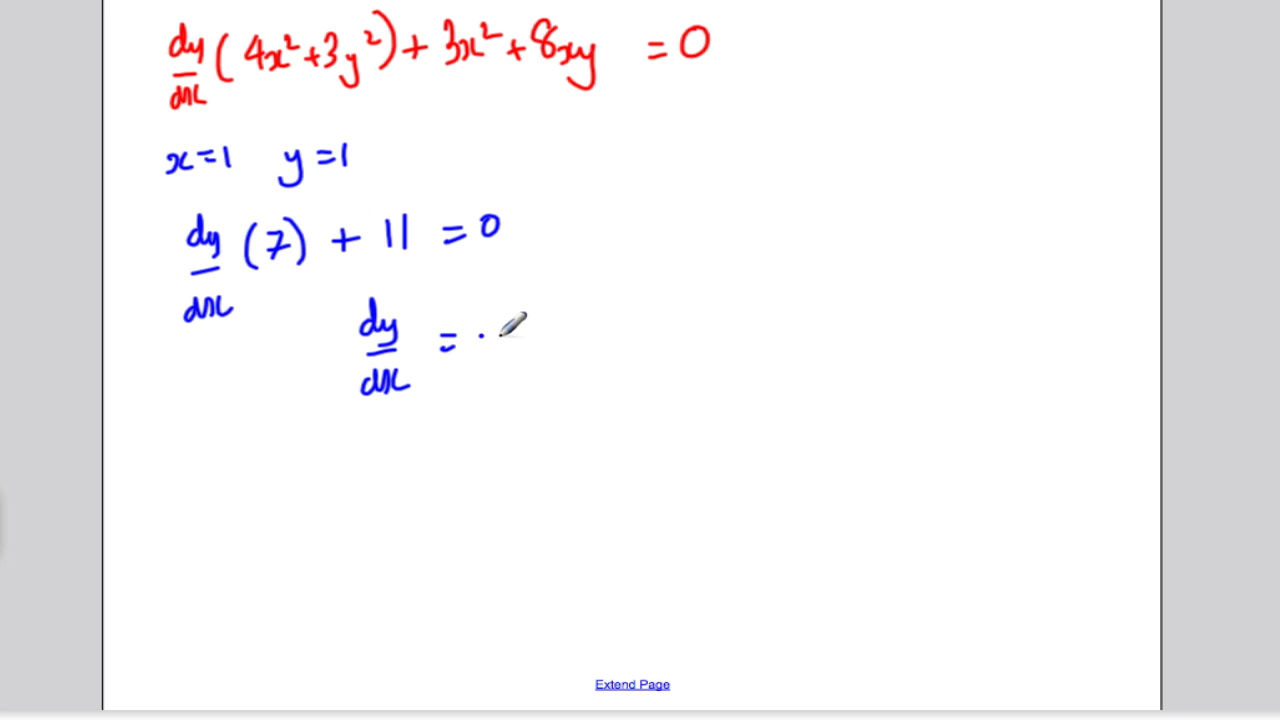 dy/dx (4x²+3y²) + 3x² + 8xy = 0
x=1 y=1
dy/dx (7) + 11 = 0
dy/dx =
Extend Page